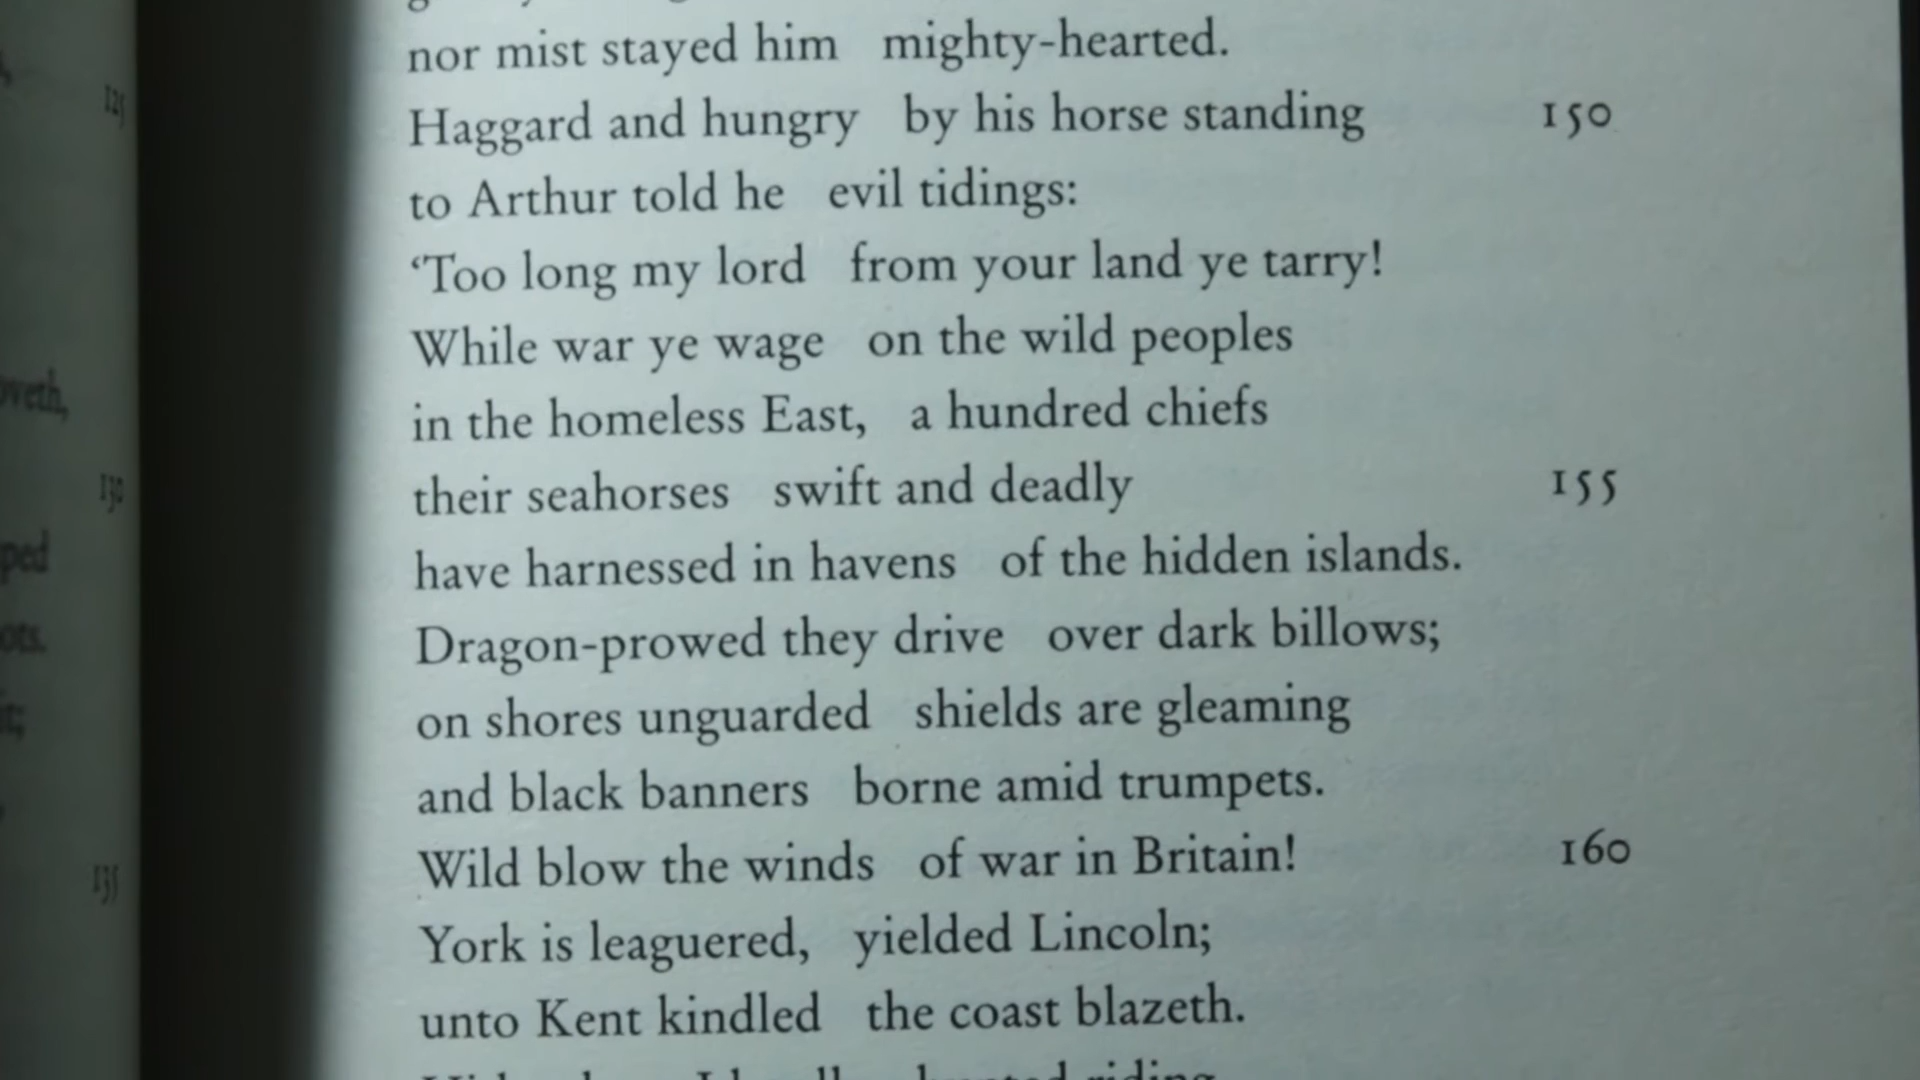 125
130
ots.
135
nor mist stayed him   mighty-hearted.
Haggard and hungry   by his horse standing   150
to Arthur told he   evil tidings:
‘Too long my lord   from your land ye tarry!
While war ye wage   on the wild peoples
in the homeless East,   a hundred chiefs
their seahorses   swift and deadly   155
have harnessed in havens   of the hidden islands.
Dragon-prowed they drive   over dark billows;
on shores unguarded   shields are gleaming
and black banners   borne amid trumpets.
Wild blow the winds   of war in Britain!   160
York is leaguered,   yielded Lincoln;
unto Kent kindled   the coast blazeth.